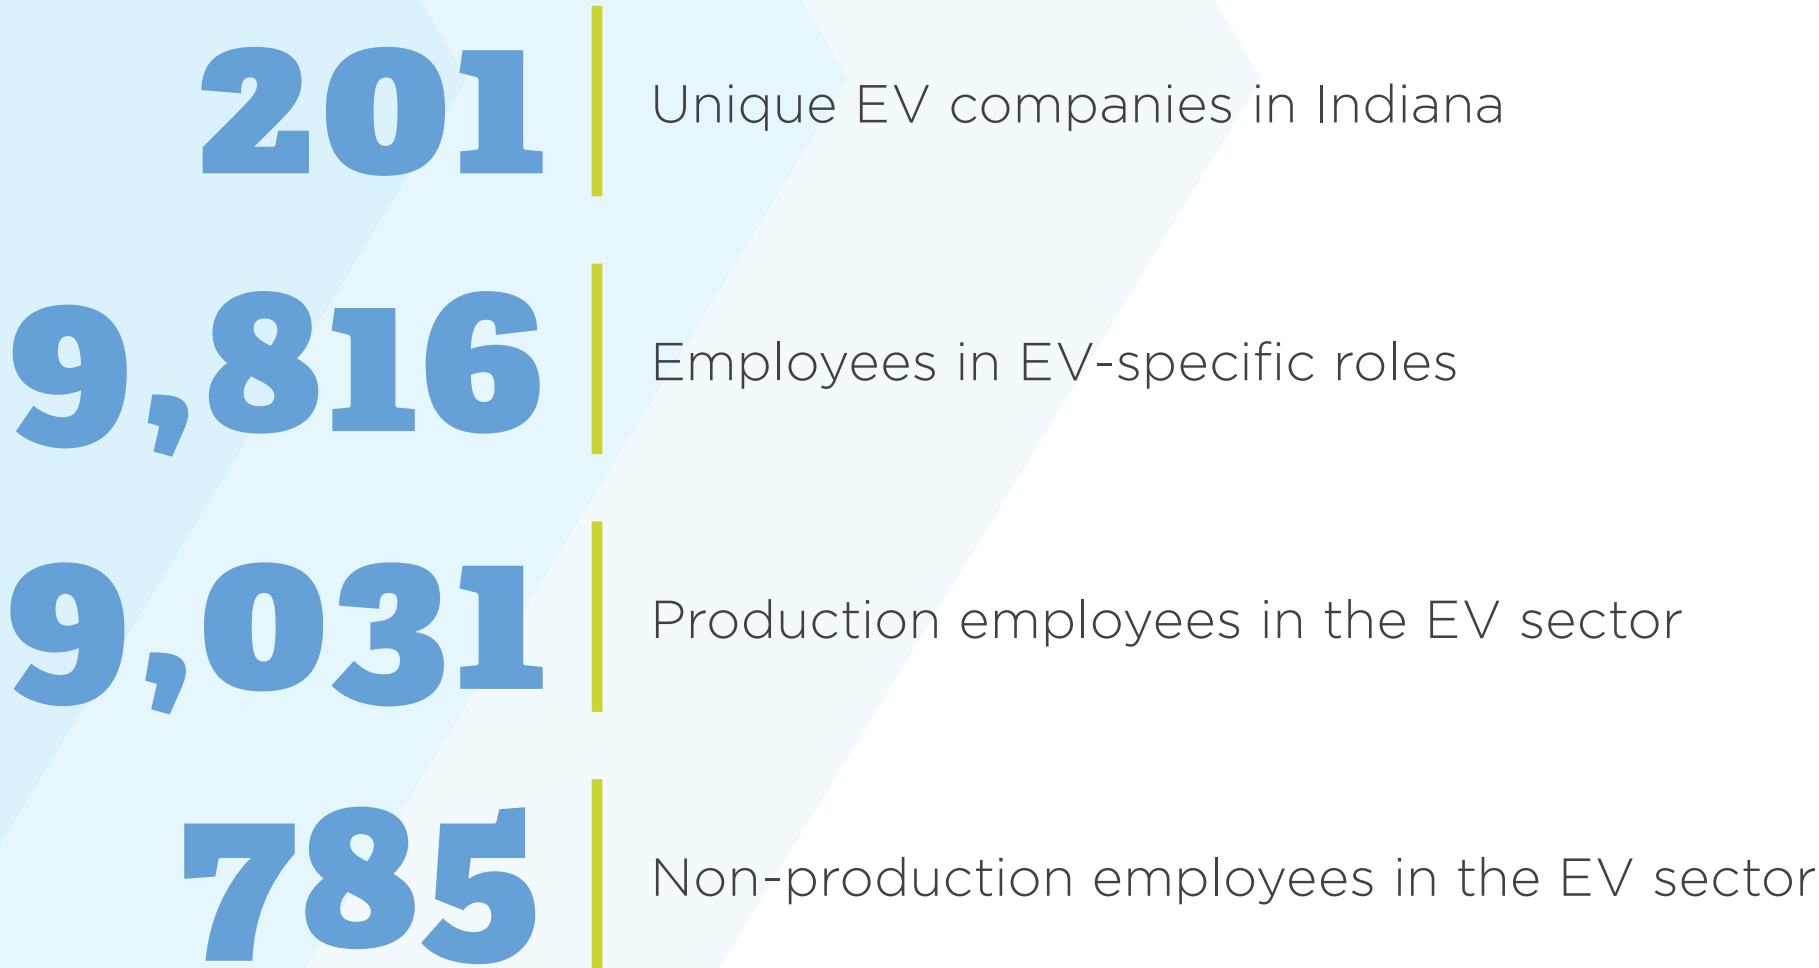 201
Unique EV companies in Indiana
9,816
Employees in EV-specific roles
9,031
Production employees in the EV sector
785
Non-production employees in the EV sector